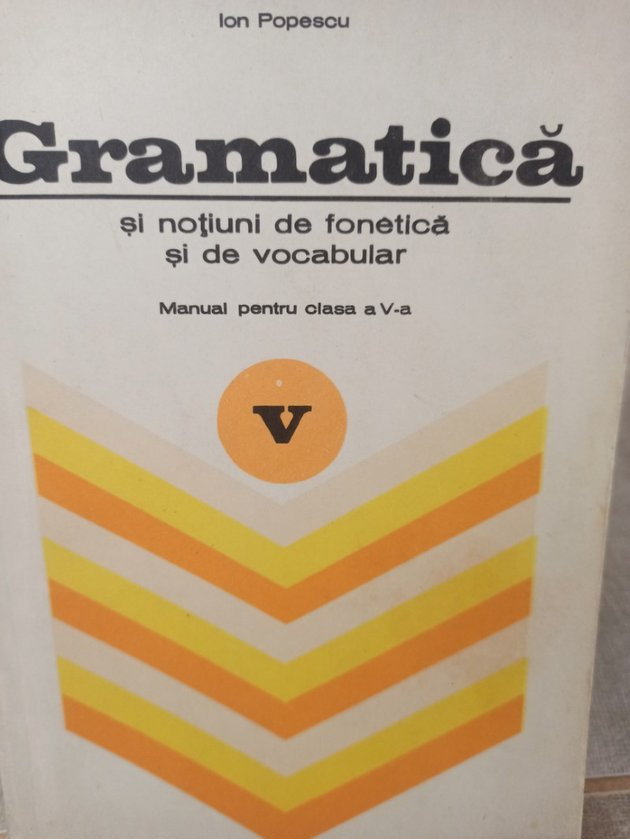 Ion Popescu
Gramatică
și noțiuni de fonetică
și de vocabular
Manual pentru clasa a V-a
V